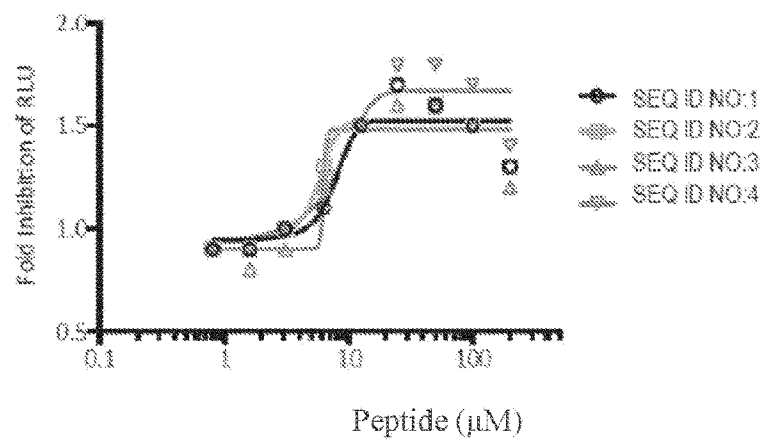 Fold Inhibition of RLU
2.0
1.5
1.0
0.5
0.1 1 10 100
Peptide (μM)
SEQ ID NO:1
SEQ ID NO:2
SEQ ID NO:3
SEQ ID NO:4